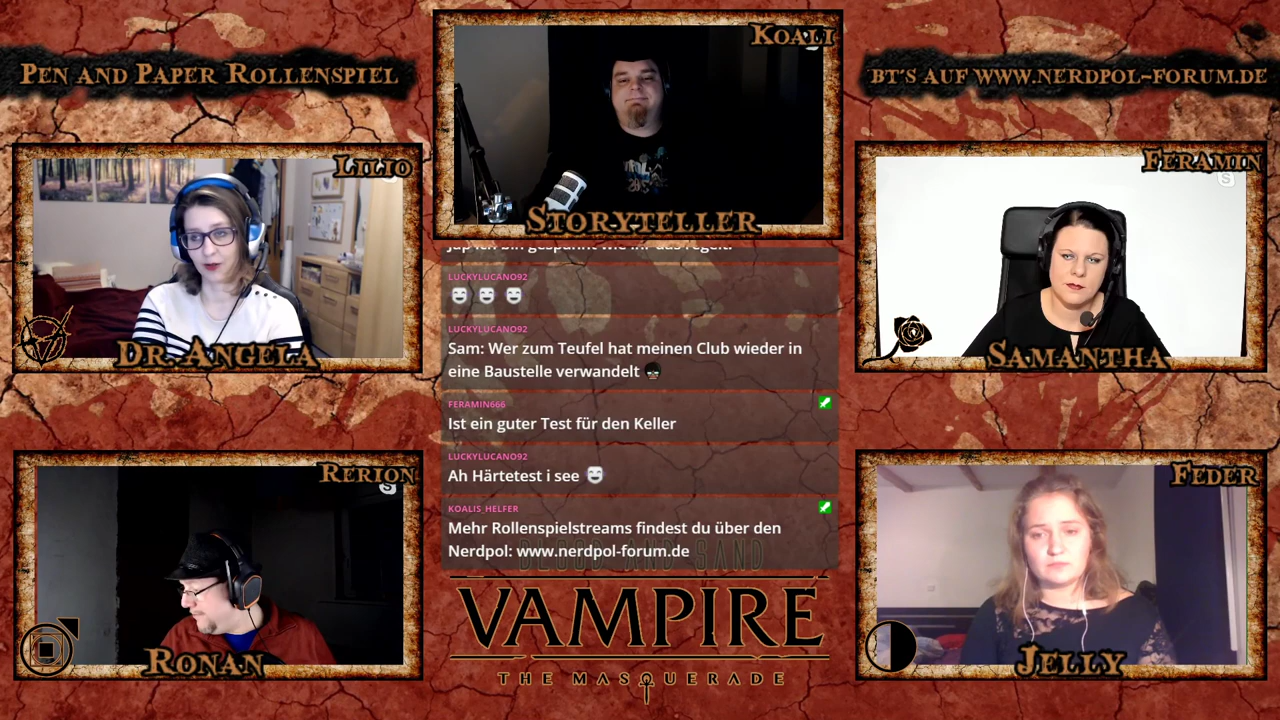 PEN AND PAPER ROLLENSPIEL
KOALI
STORYTELLER
BT'S AUF WWW.NERDPOL-FORUM.DE
LILIO
DR. ANGELA
FERAMIN
SAMANTHA
LUCKYLUCANO92
LUCKYLUCANO92
Sam: Wer zum Teufel hat meinen Club wieder in
eine Baustelle verwandelt
FERAMIN666
Ist ein guter Test für den Keller
LUCKYLUCANO92
Ah Härtetest i see
KOALIS_HELFER
Mehr Rollenspielstreams findest du über den
Nerdpol: www.nerdpol-forum.de
BLOOD AND SAND
VAMPIRE
THE MASQUERADE
RERION
RONAN
FEDER
JELLY